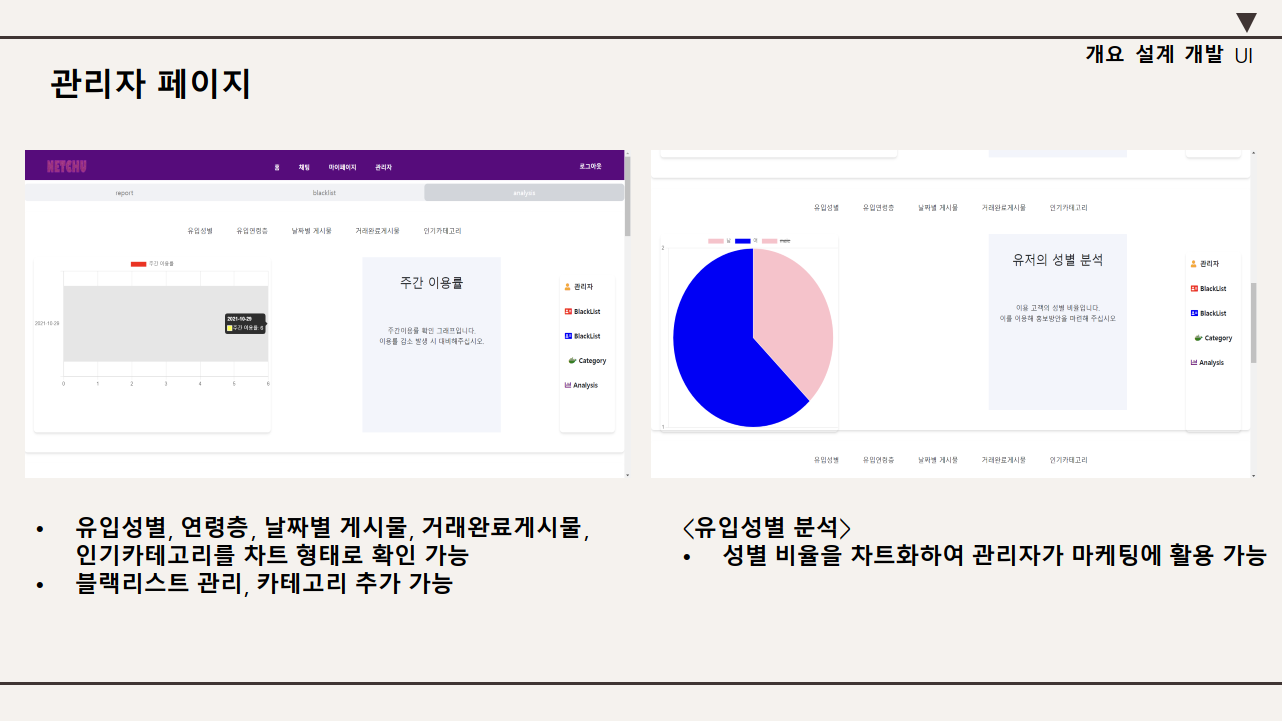 개요 설계 개발 UI
관리자 페이지
NETCHU
홈 채팅 마이페이지 관리자 로그아웃
report blacklist analysis
유입성별 유입연령층 날짜별 게시물 거래완료게시물 인기카테고리
주간 이용률
2021-10-29
2021-10-29
주간 이용률: 6
0 1 2 3 4 5 6
주간 이용률
주간이용률 확인 그래프입니다.
이용률 감소 발생 시 대비해주십시오.
관리자
BlackList
BlackList
Category
Analysis
유입성별 유입연령층 날짜별 게시물 거래완료게시물 인기카테고리
2
1
유저의 성별 분석
이용 고객의 성별 비율입니다.
이를 이용해 홍보방안을 마련해 주십시오
관리자
BlackList
BlackList
Category
Analysis
유입성별 유입연령층 날짜별 게시물 거래완료게시물 인기카테고리
• 유입성별, 연령층, 날짜별 게시물, 거래완료게시물,
인기카테고리를 차트 형태로 확인 가능
• 블랙리스트 관리, 카테고리 추가 가능
<유입성별 분석>
• 성별 비율을 차트화하여 관리자가 마케팅에 활용 가능